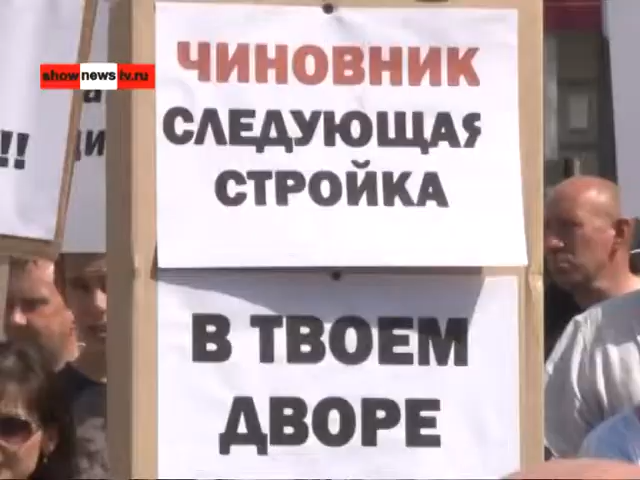 shownewstv.ru
ЧИНОВНИК
СЛЕДУЮЩАЯ
СТРОЙКА
В ТВОЕМ
ДВОРЕ
!!